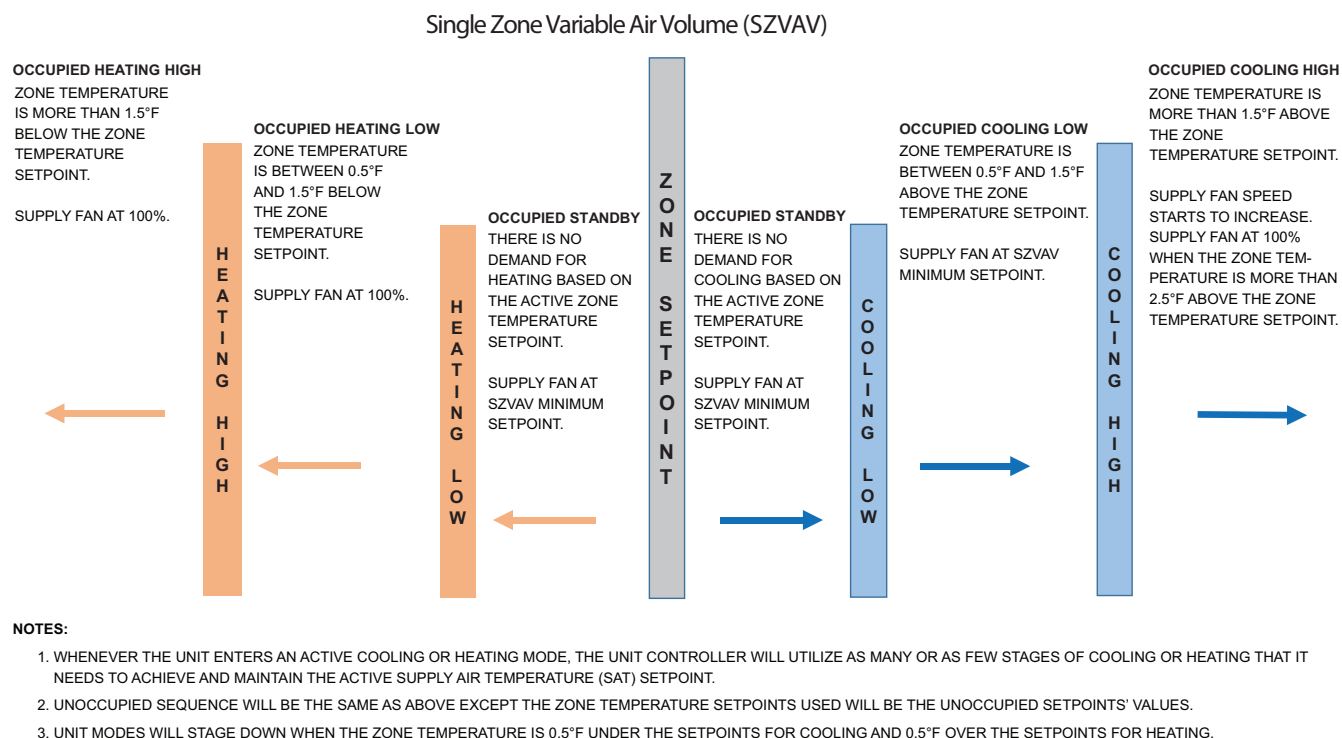 Single Zone Variable Air Volume (SZVAV)
OCCUPIED HEATING HIGH
ZONE TEMPERATURE
IS MORE THAN 1.5°F
BELOW THE ZONE
TEMPERATURE
SETPOINT.
SUPPLY FAN AT 100%.
HEATING HIGH
OCCUPIED HEATING LOW
ZONE TEMPERATURE
IS BETWEEN 0.5°F
AND 1.5°F BELOW
THE ZONE
TEMPERATURE
SETPOINT.
SUPPLY FAN AT 100%.
HEATING LOW
OCCUPIED STANDBY
THERE IS NO
DEMAND FOR
HEATING BASED ON
THE ACTIVE ZONE
TEMPERATURE
SETPOINT.
SUPPLY FAN AT
SZVAV MINIMUM
SETPOINT.
ZONE SETPOINT
OCCUPIED STANDBY
THERE IS NO
DEMAND FOR
COOLING BASED ON
THE ACTIVE ZONE
TEMPERATURE
SETPOINT.
SUPPLY FAN AT
SZVAV MINIMUM
SETPOINT.
COOLING LOW
OCCUPIED COOLING LOW
ZONE TEMPERATURE IS
BETWEEN 0.5°F AND 1.5°F
ABOVE THE ZONE
TEMPERATURE SETPOINT.
SUPPLY FAN AT SZVAV
MINIMUM SETPOINT.
COOLING HIGH
OCCUPIED COOLING HIGH
ZONE TEMPERATURE IS
MORE THAN 1.5°F ABOVE
THE ZONE
TEMPERATURE SETPOINT.
SUPPLY FAN SPEED
STARTS TO INCREASE.
SUPPLY FAN AT 100%
WHEN THE ZONE TEM-
PERATURE IS MORE THAN
2.5°F ABOVE THE ZONE
TEMPERATURE SETPOINT.
NOTES:
1. WHENEVER THE UNIT ENTERS AN ACTIVE COOLING OR HEATING MODE, THE UNIT CONTROLLER WILL UTILIZE AS MANY OR AS FEW STAGES OF COOLING OR HEATING THAT IT
NEEDS TO ACHIEVE AND MAINTAIN THE ACTIVE SUPPLY AIR TEMPERATURE (SAT) SETPOINT.
2. UNOCCUPIED SEQUENCE WILL BE THE SAME AS ABOVE EXCEPT THE ZONE TEMPERATURE SETPOINTS USED WILL BE THE UNOCCUPIED SETPOINTS' VALUES.
3. UNIT MODES WILL STAGE DOWN WHEN THE ZONE TEMPERATURE IS 0.5°F UNDER THE SETPOINTS FOR COOLING AND 0.5°F OVER THE SETPOINTS FOR HEATING.